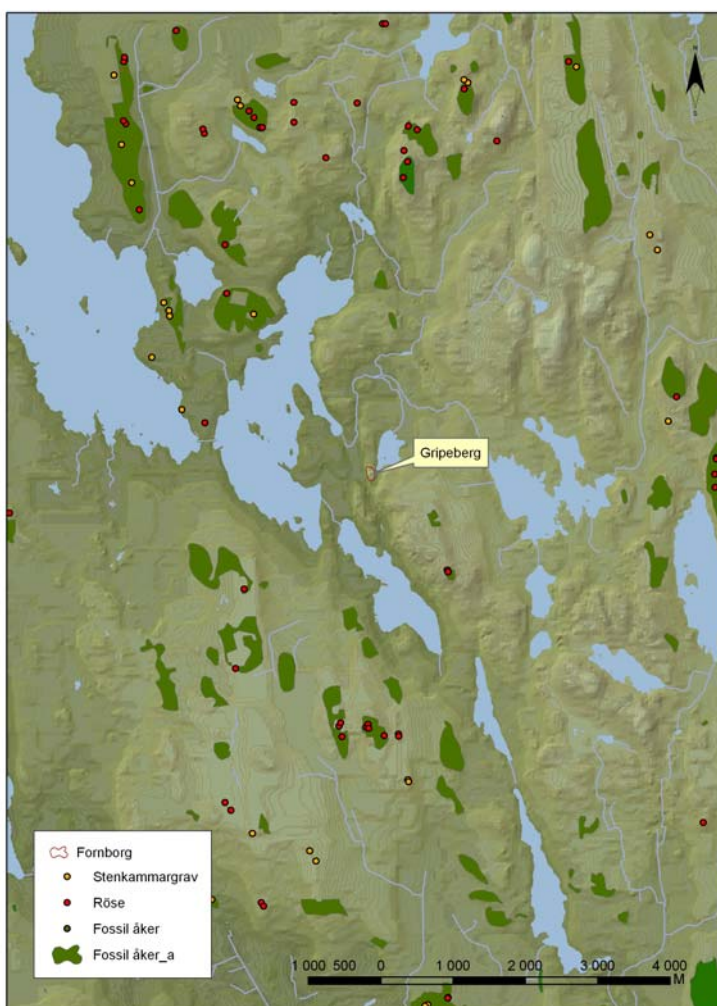 N
S
Gripeberg
Fornborg
Stenkammargrav
Röse
Fossil åker
Fossil åker_a
1 000 500 0 1 000 2 000 3 000 4 000
M